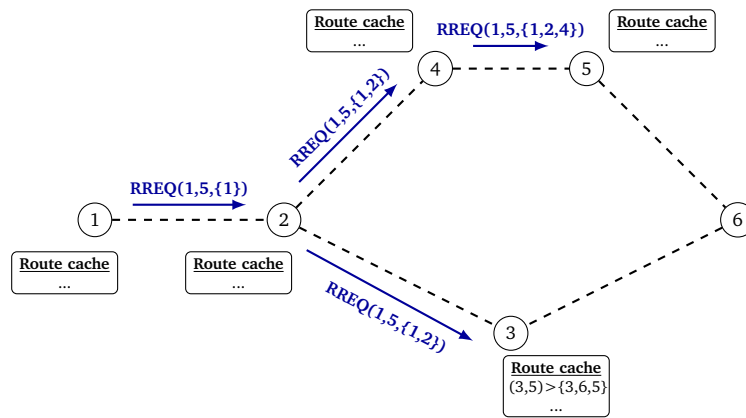 Route cache
...
RREQ(1,5,{1,2,4})
Route cache
...
4
5
RREQ(1,5,{1,2})
RREQ(1,5,{1})
1
2
6
Route cache
...
Route cache
...
RREQ(1,5,{1,2})
3
Route cache
(3,5)>{3,6,5}
...